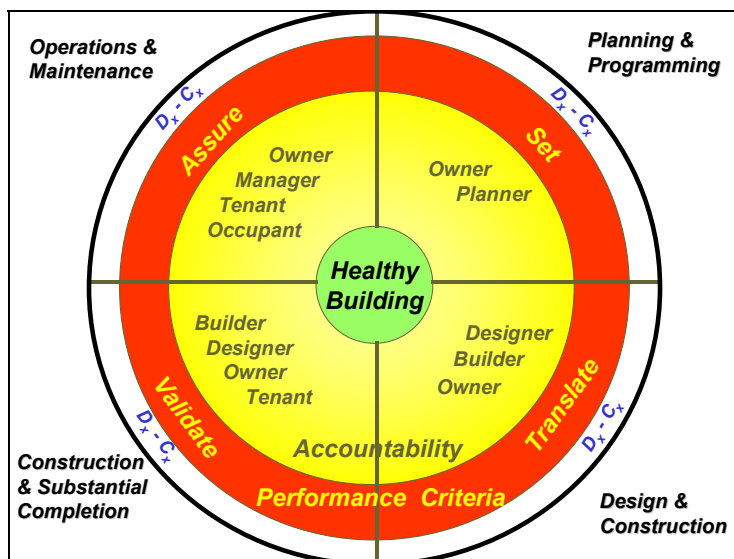 Operations &
Maintenance
Planning &
Programming
Dx - Cx
Dx - Cx
Assure
Set
Owner
Manager
Tenant
Occupant
Owner
Planner
Healthy
Building
Builder
Designer
Owner
Tenant
Designer
Builder
Owner
Validate
Translate
Dx - Cx
Dx - Cx
Accountability
Performance Criteria
Construction
& Substantial
Completion
Design &
Construction